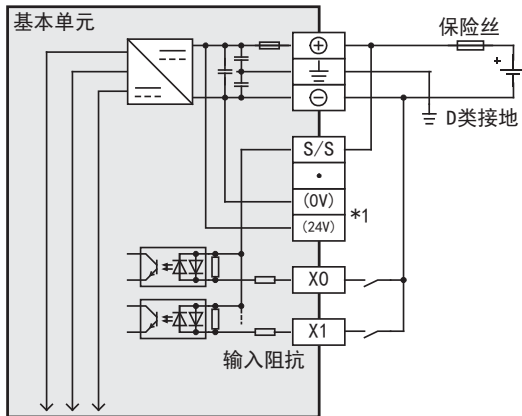 基本单元
保险丝
+
D类接地
S/S
•
(0V)
(24V)
*1
X0
X1
输入阻抗